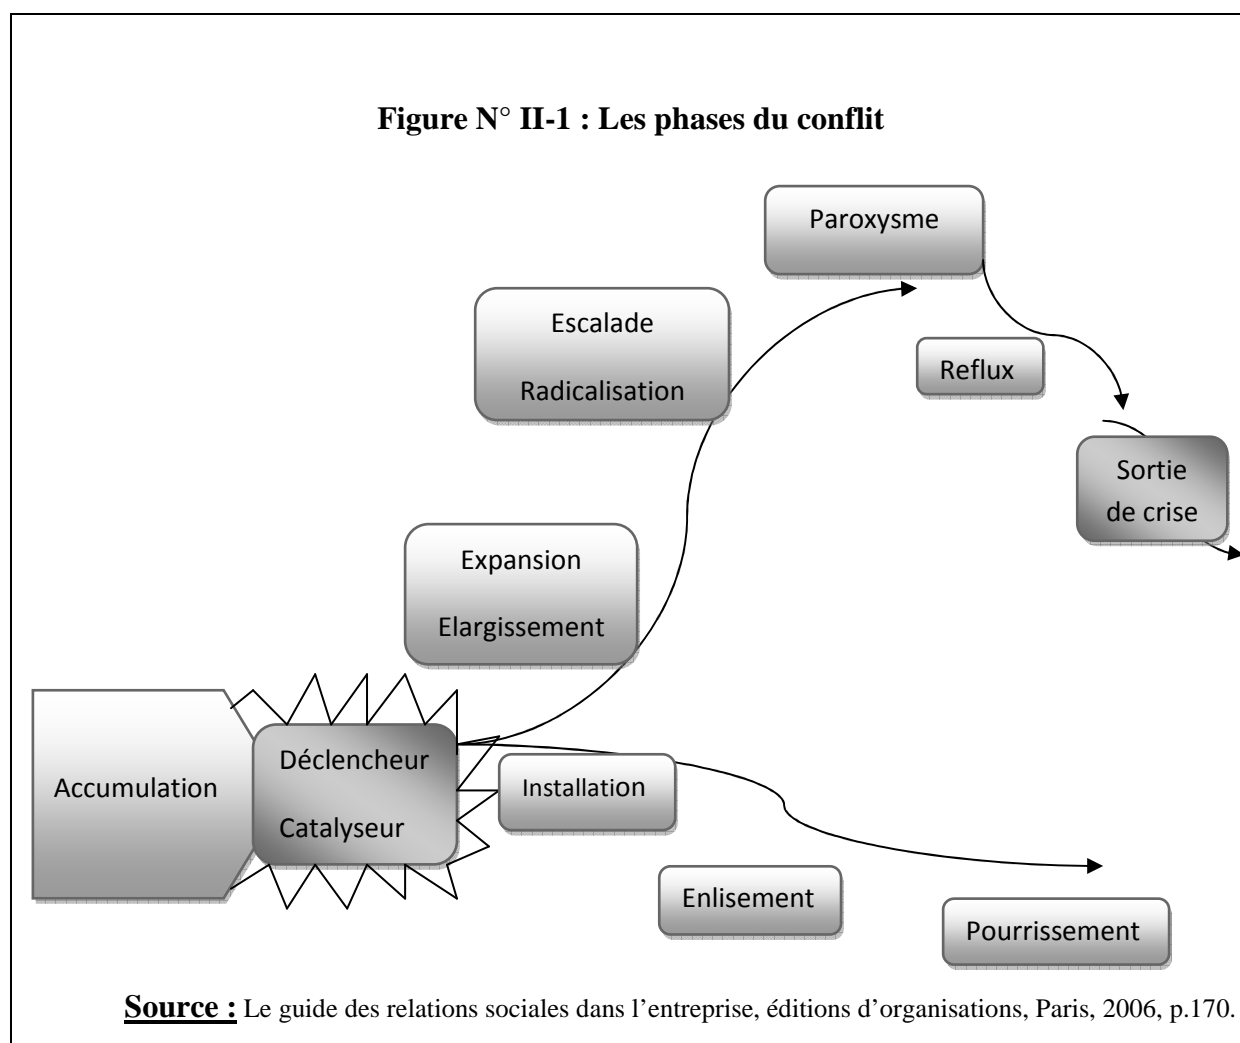 Figure N° II-1 : Les phases du conflit
Paroxysme
Escalade
Radicalisation
Reflux
Sortie
de crise
Expansion
Elargissement
Accumulation
Déclencheur
Catalyseur
Installation
Enlisement
Pourrissement
Source : Le guide des relations sociales dans l’entreprise, éditions d’organisations, Paris, 2006, p.170.